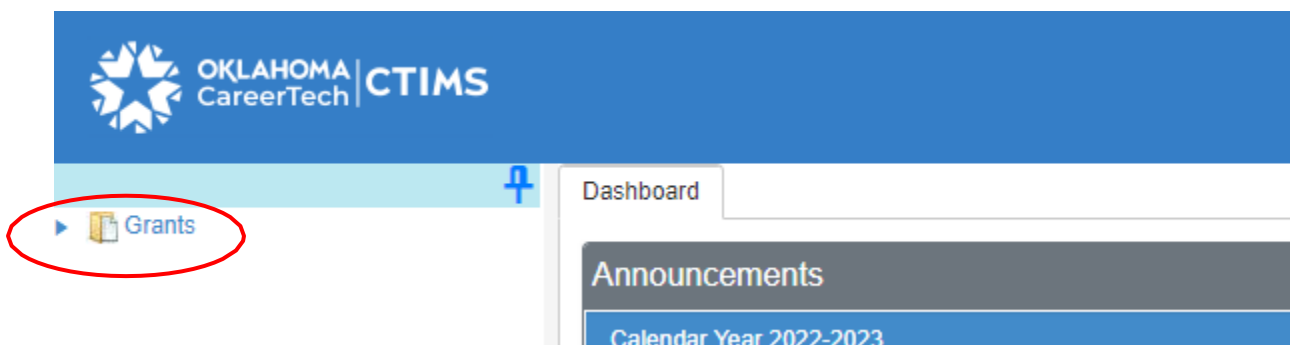 OKLAHOMA
CareerTech
CTIMS
Grants
Dashboard
Announcements
Calendar Year 2022-2023